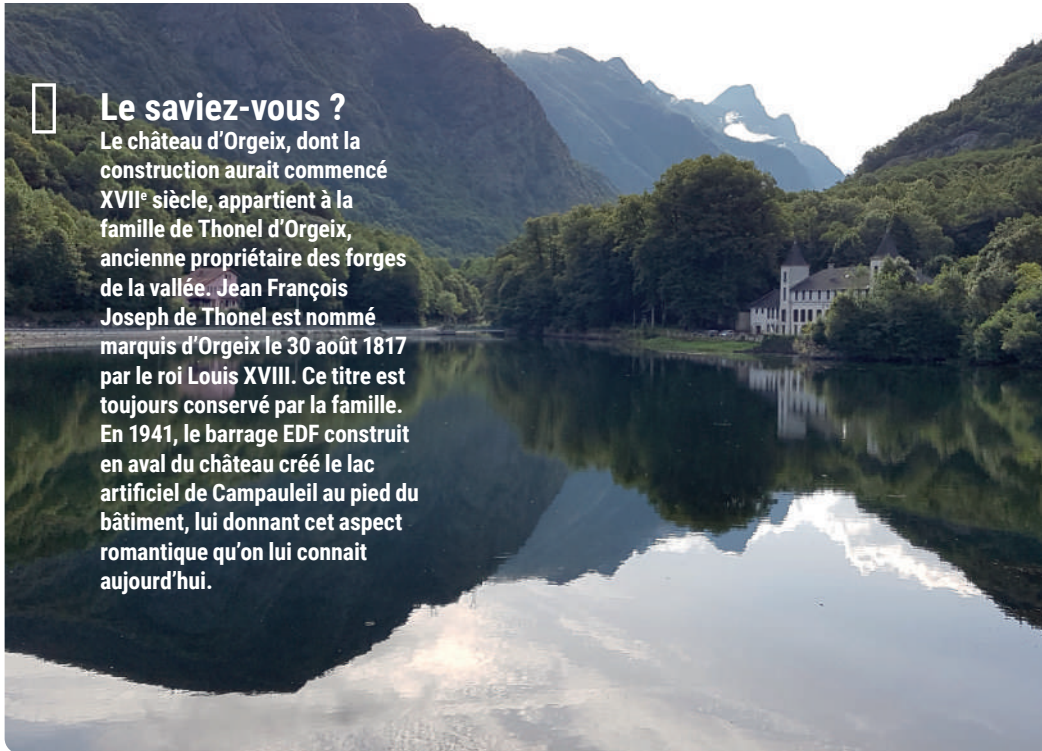 Le saviez-vous ?
Le château d’Orgeix, dont la
construction aurait commencé
XVIIe siècle, appartient à la
famille de Thonel d’Orgeix,
ancienne propriétaire des forges
de la vallée. Jean François
Joseph de Thonel est nommé
marquis d’Orgeix le 30 août 1817
par le roi Louis XVIII. Ce titre est
toujours conservé par la famille.
En 1941, le barrage EDF construit
en aval du château créé le lac
artificiel de Campauleil au pied du
bâtiment, lui donnant cet aspect
romantique qu’on lui connait
aujourd’hui.